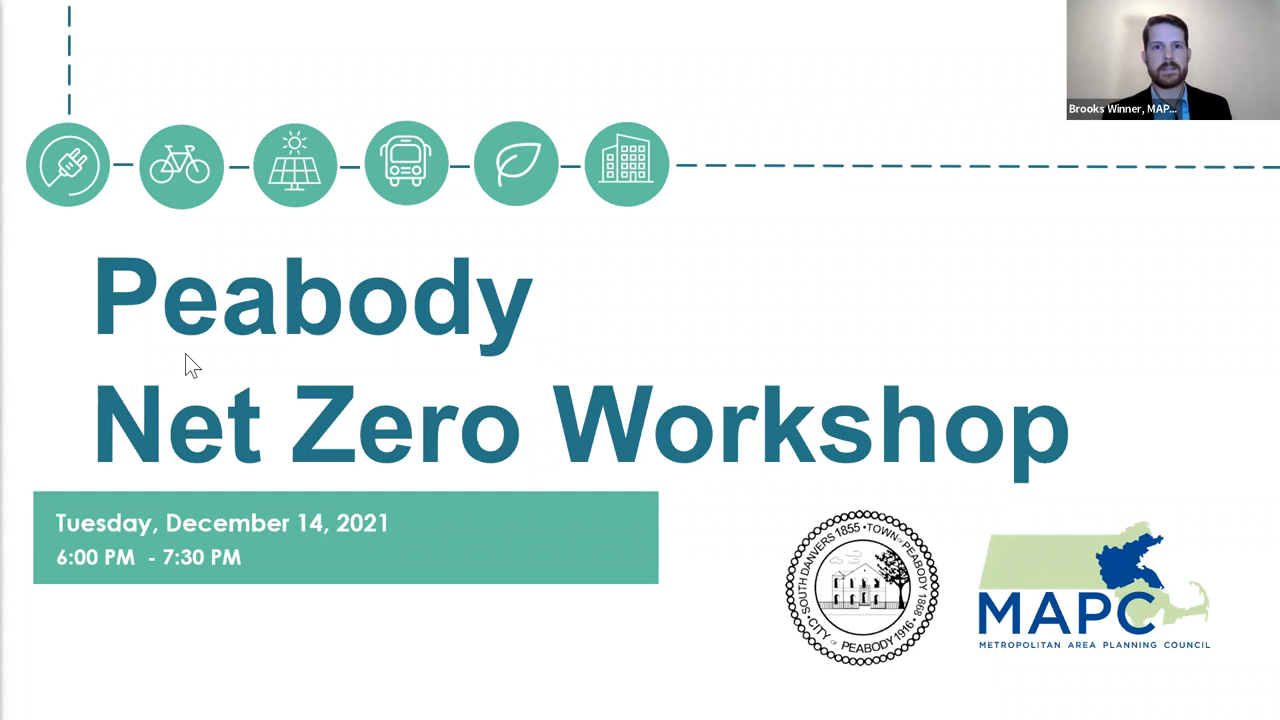 Brooks Winner, MAP...
Peabody
Net Zero Workshop
Tuesday, December 14, 2021
6:00 PM - 7:30 PM
SOUTH DANVERS 1855 • TOWN OF PEABODY 1868 •
CITY OF PEABODY 1916
MAPC
METROPOLITAN AREA PLANNING COUNCIL